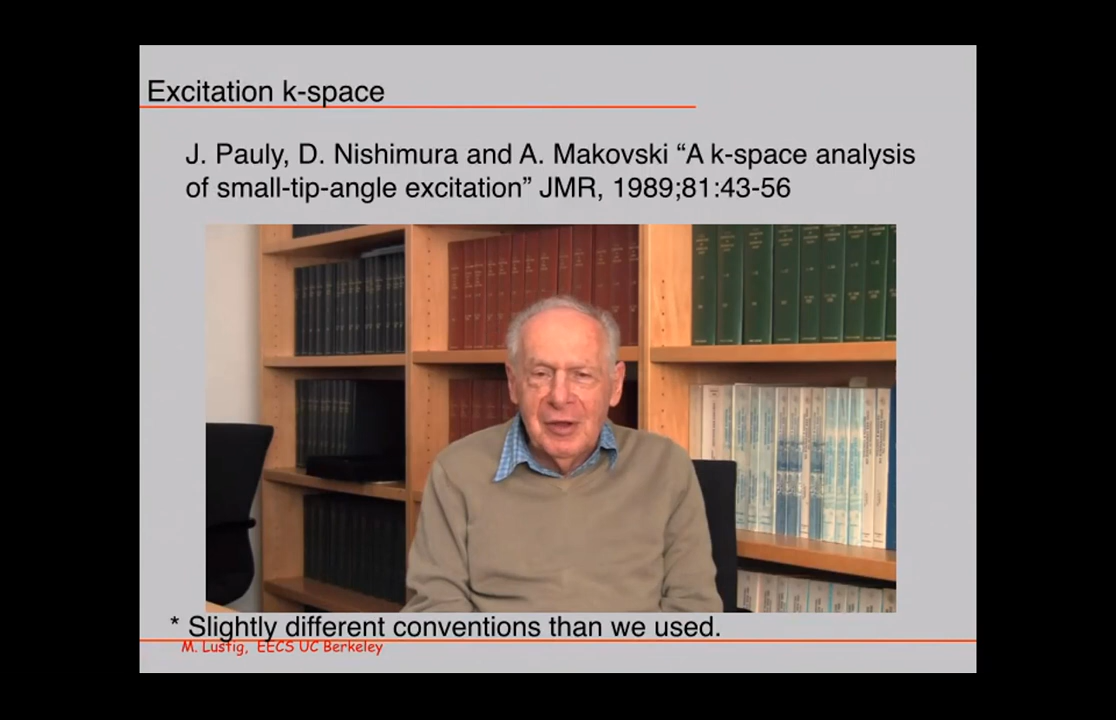 Excitation k-space
J. Pauly, D. Nishimura and A. Makovski “A k-space analysis
of small-tip-angle excitation” JMR, 1989;81:43-56
* Slightly different conventions than we used.
M. Lustig, EECS UC Berkeley